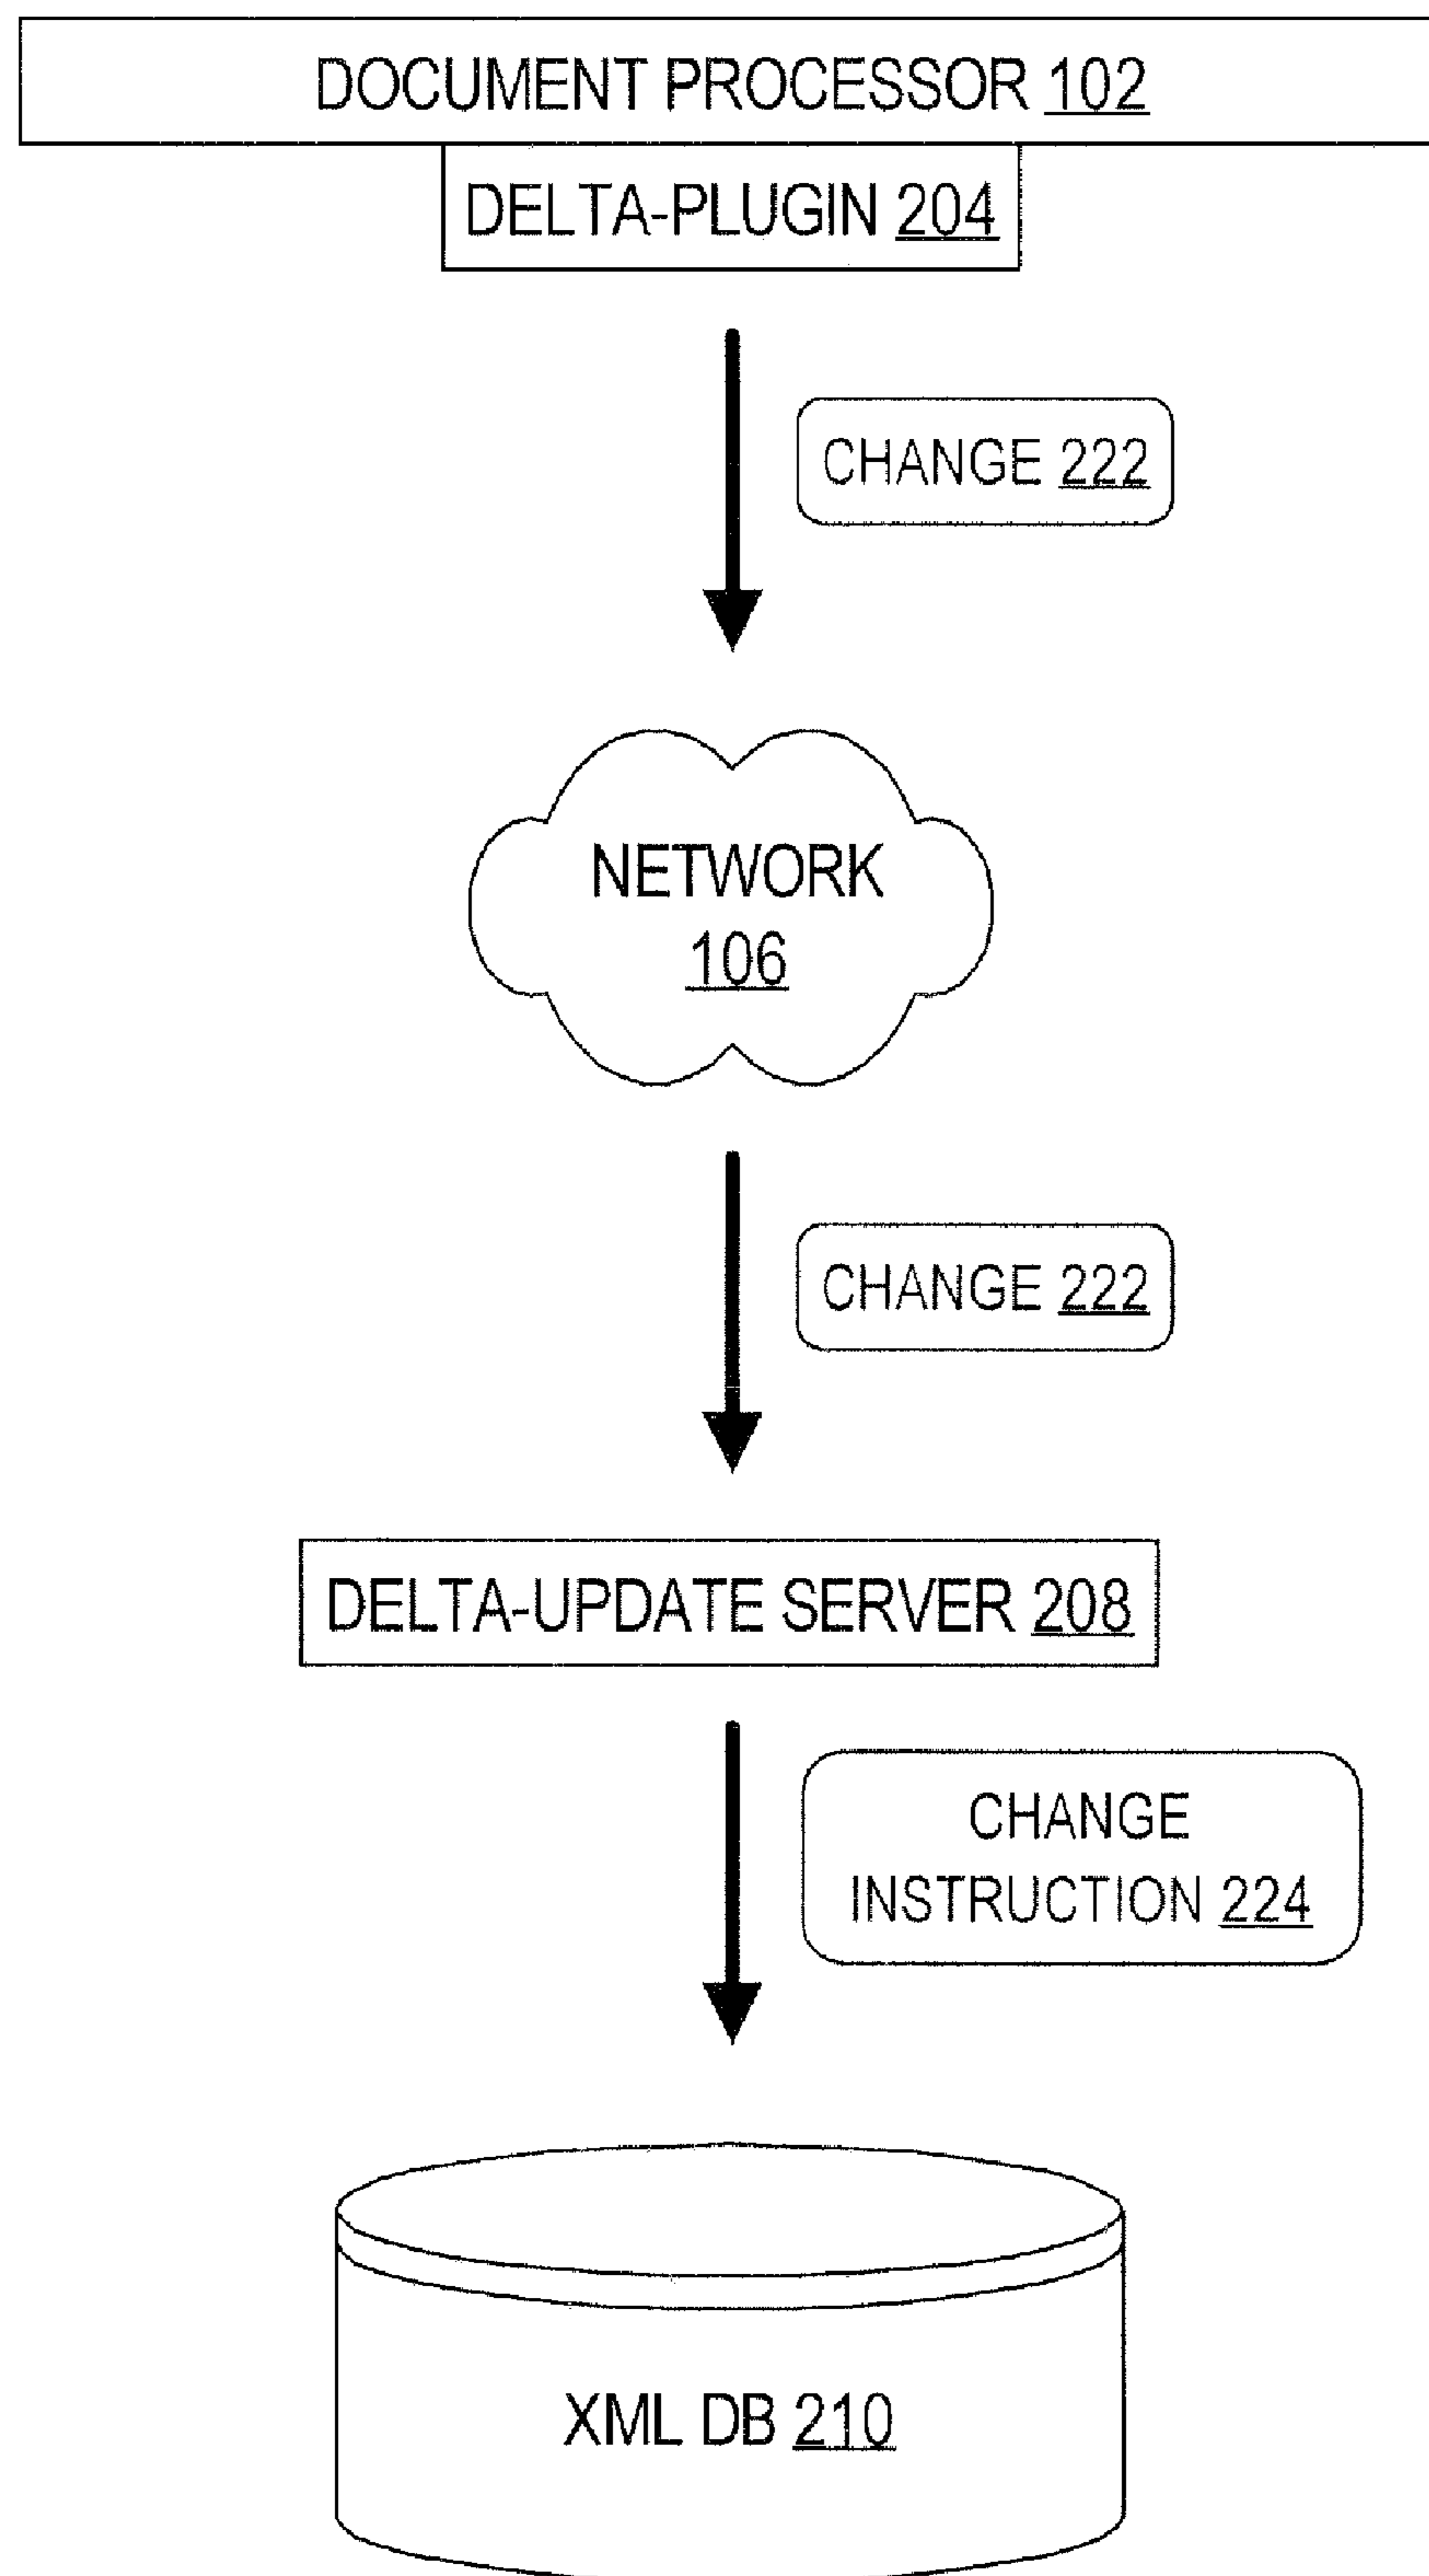 DOCUMENT PROCESSOR 102
DELTA-PLUGIN 204
CHANGE 222
NETWORK
106
CHANGE 222
DELTA-UPDATE SERVER 208
CHANGE
INSTRUCTION 224
XML DB 210